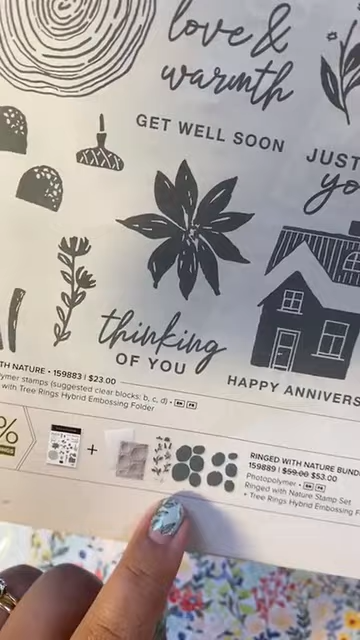 love &
warmth
GET WELL SOON
JUST
yo
thinking
OF YOU
HAPPY ANNIVERS
TH NATURE • 159883 | $23.00
ymer stamps (suggested clear blocks: b, c, d) •
with Tree Rings Hybrid Embossing Folder
%
+
RINGED WITH NATURE BUND
159889 | $59.00 $53.00
Photopolymer •
Ringed with Nature Stamp Set
• Tree Rings Hybrid Embossing F